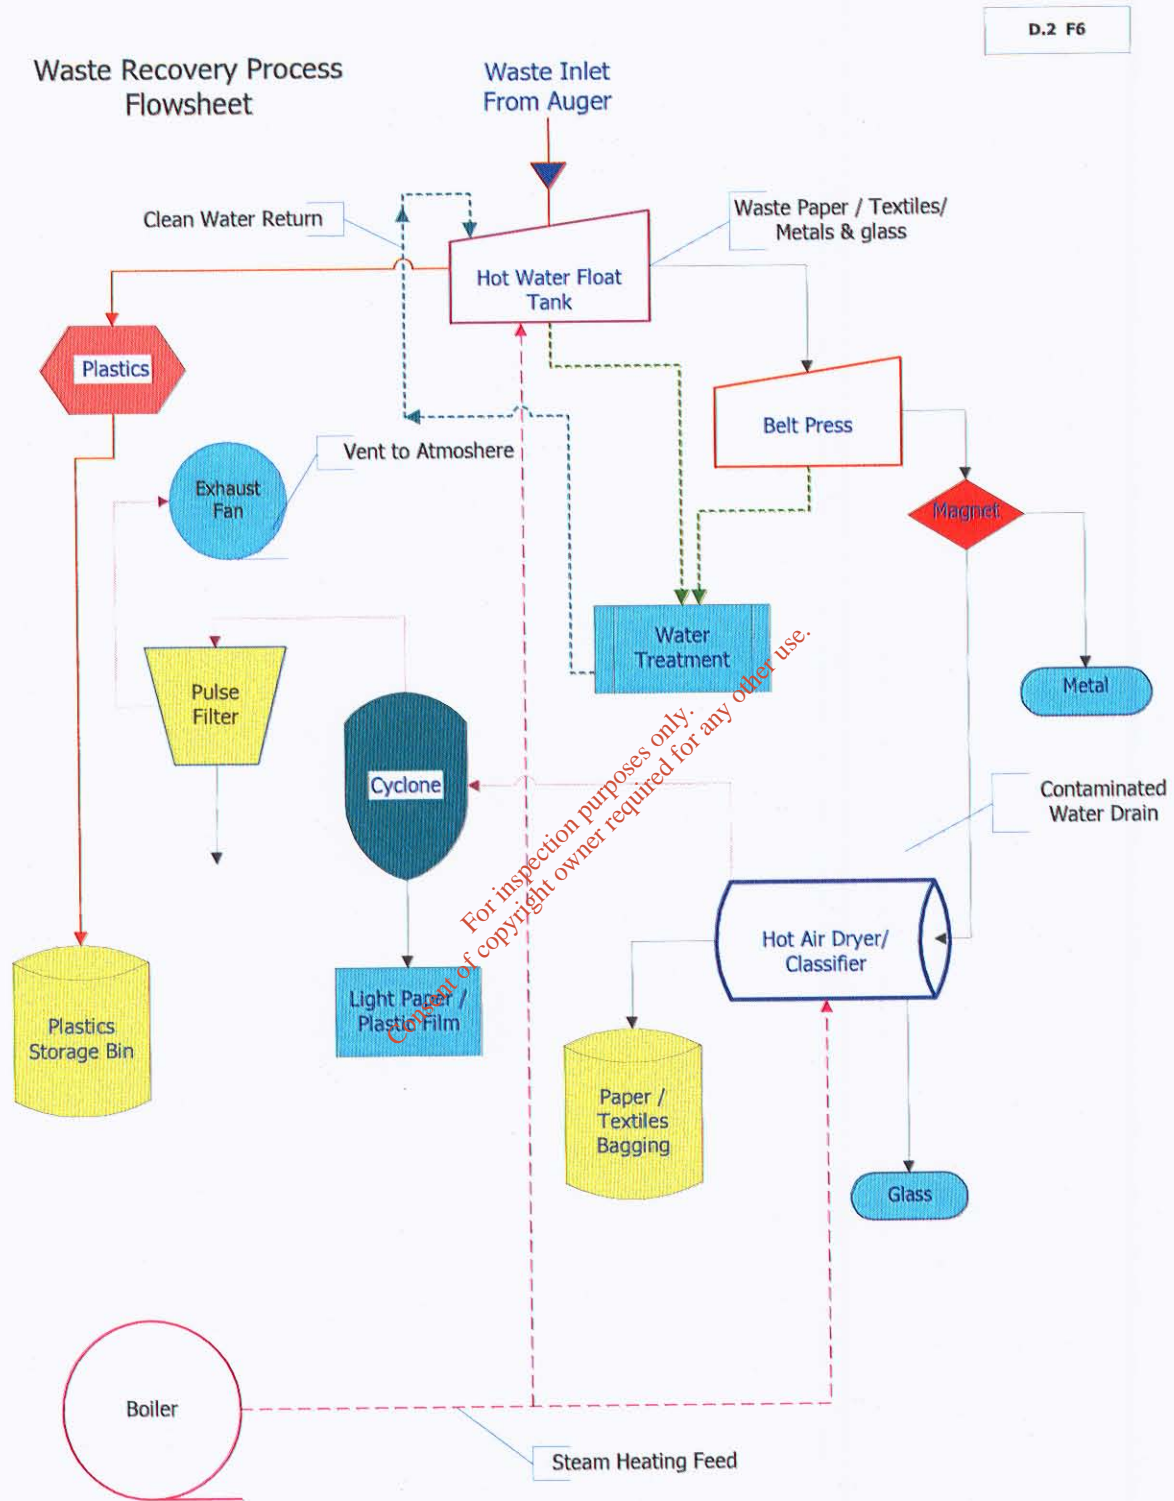 D.2 F6
Waste Recovery Process
Flowsheet
Waste Inlet
From Auger
Clean Water Return
Waste Paper / Textiles/
Metals & glass
Hot Water Float
Tank
Plastics
Belt Press
Vent to Atmoshere
Exhaust
Fan
Magnet
Water
Treatment
Pulse
Filter
Metal
Cyclone
Contaminated
Water Drain
For inspection purposes only.
Consent of copyright owner required for any other use.
Hot Air Dryer/
Classifier
Light Paper /
Plastic Film
Plastics
Storage Bin
Paper /
Textiles
Bagging
Glass
Boiler
Steam Heating Feed